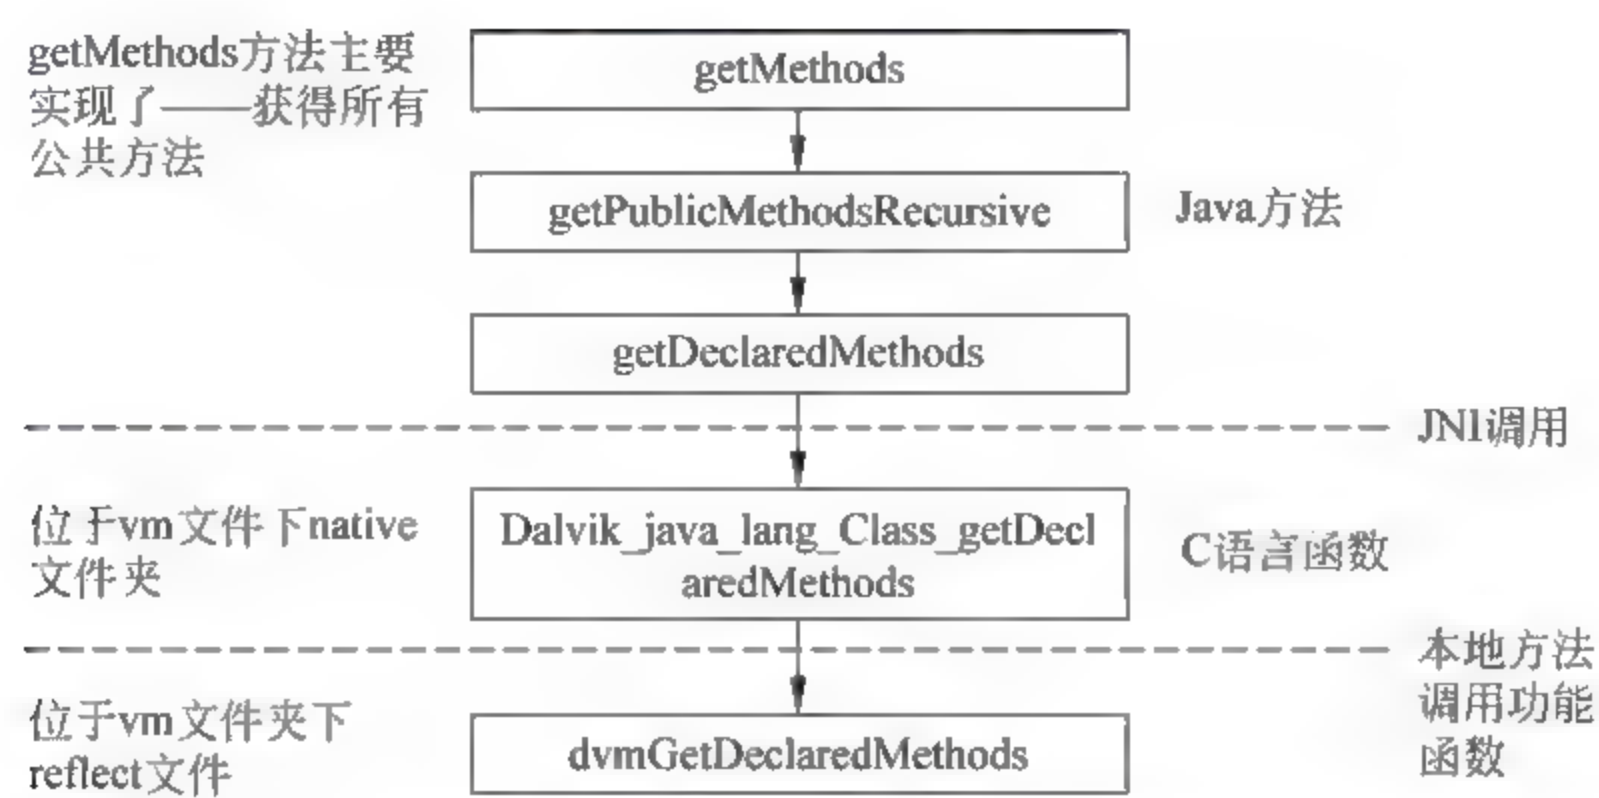 getMethods方法主要
实现了——获得所有
公共方法
getMethods
getPublicMethodsRecursive
Java方法
getDeclaredMethods
JNI调用
位于vm文件下native
文件夹
Dalvik_java_lang_Class_getDecl
aredMethods
C语言函数
本地方法
调用功能
函数
位于vm文件夹下
reflect文件
dvmGetDeclaredMethods